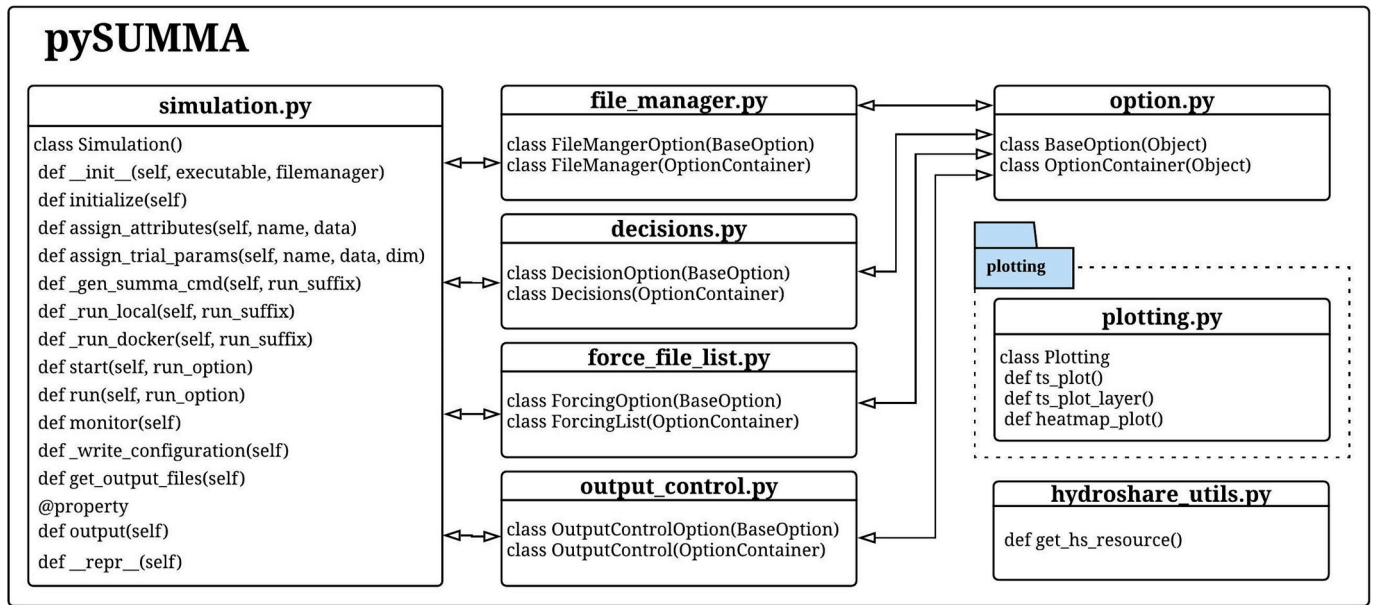 pySUMMA
simulation.py
class Simulation()
def __init__(self, executable, filemanager)
def initialize(self)
def assign_attributes(self, name, data)
def assign_trial_params(self, name, data, dim)
def _gen_summa_cmd(self, run_suffix)
def _run_local(self, run_suffix)
def _run_docker(self, run_suffix)
def start(self, run_option)
def run(self, run_option)
def monitor(self)
def _write_configuration(self)
def get_output_files(self)
@property
def output(self)
def __repr__(self)
file_manager.py
class FileMangerOption(BaseOption)
class FileManager(OptionContainer)
decisions.py
class DecisionOption(BaseOption)
class Decisions(OptionContainer)
force_file_list.py
class ForcingOption(BaseOption)
class ForcingList(OptionContainer)
output_control.py
class OutputControlOption(BaseOption)
class OutputControl(OptionContainer)
option.py
class BaseOption(Object)
class OptionContainer(Object)
plotting
plotting.py
class Plotting
def ts_plot()
def ts_plot_layer()
def heatmap_plot()
hydroshare_utils.py
def get_hs_resource()